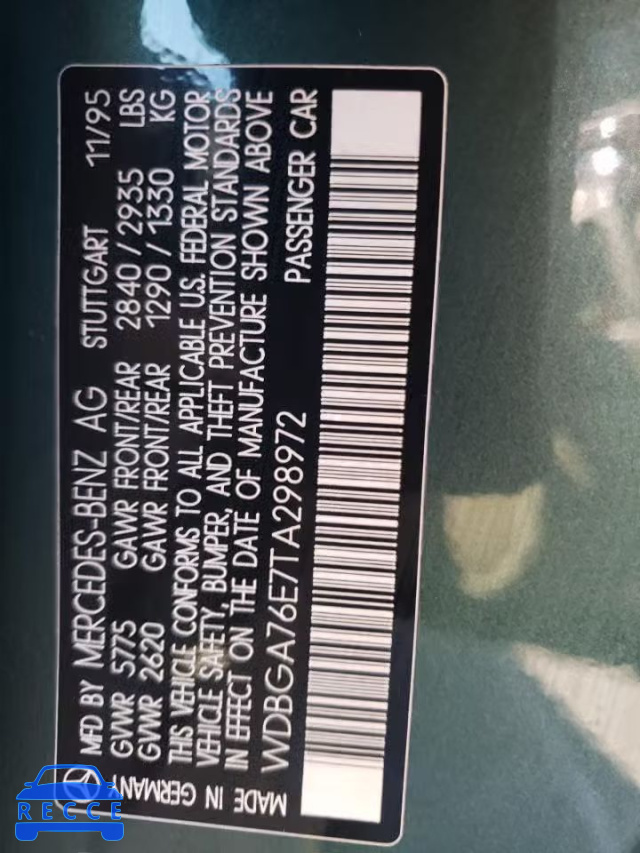 MFD BY MERCEDES-BENZ AG STUTTGART 11/95
GVWR 5775 GAWR FRONT/REAR 2840/2935 LBS
GVWR 2620 GAWR FRONT/REAR 1290/1330 KG
THIS VEHICLE CONFORMS TO ALL APPLICABLE U.S. FEDERAL MOTOR
VEHICLE SAFETY, BUMPER, AND THEFT PREVENTION STANDARDS
IN EFFECT ON THE DATE OF MANUFACTURE SHOWN ABOVE
WDBGA76E7TA298972 PASSENGER CAR
MADE IN GERMANY
RECCE